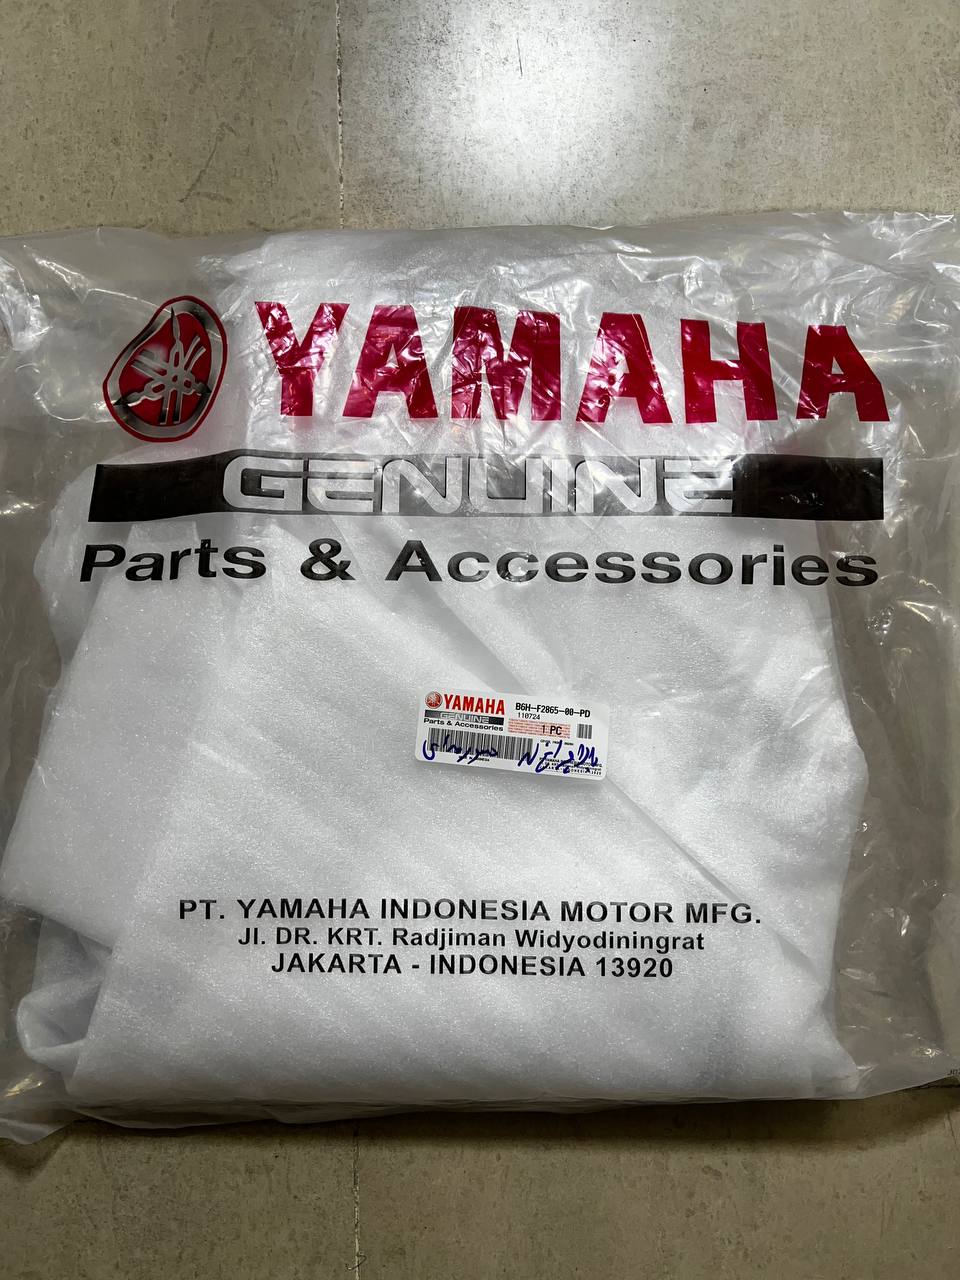 YAMAHA
GENUINE
Parts & Accessories
YAMAHA
GENUINE
Parts & Accessories
B6H-F2865-00-PD
110724
1 PC
PT. YAMAHA INDONESIA MOTOR MFG.
Jl. DR. KRT. Radjiman Widyodiningrat
JAKARTA - INDONESIA 13920